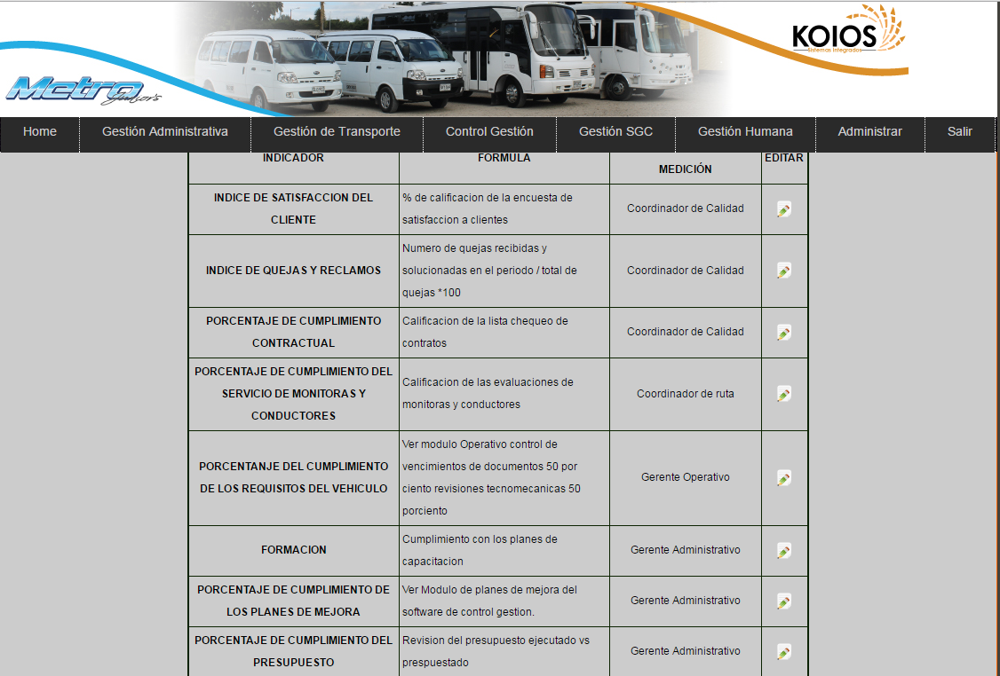 KOIOS
Sistemas Integrados
Metro
Junior's
Home
Gestión Administrativa
Gestión de Transporte
Control Gestión
Gestión SGC
Gestión Humana
Administrar
Salir
INDICADOR
FORMULA
MEDICIÓN
EDITAR
INDICE DE SATISFACCION DEL
CLIENTE
% de calificacion de la encuesta de
satisfaccion a clientes
Coordinador de Calidad
INDICE DE QUEJAS Y RECLAMOS
Numero de quejas recibidas y
solucionadas en el periodo / total de
quejas *100
Coordinador de Calidad
PORCENTAJE DE CUMPLIMIENTO
CONTRACTUAL
Calificacion de la lista chequeo de
contratos
Coordinador de Calidad
PORCENTAJE DE CUMPLIMIENTO DEL
SERVICIO DE MONITORAS Y
CONDUCTORES
Calificacion de las evaluaciones de
monitoras y conductores
Coordinador de ruta
PORCENTANJE DEL CUMPLIMIENTO
DE LOS REQUISITOS DEL VEHICULO
Ver modulo Operativo control de
vencimientos de documentos 50 por
ciento revisiones tecnomecanicas 50
porciento
Gerente Operativo
FORMACION
Cumplimiento con los planes de
capacitacion
Gerente Administrativo
PORCENTAJE DE CUMPLIMIENTO DE
LOS PLANES DE MEJORA
Ver Modulo de planes de mejora del
software de control gestion.
Gerente Administrativo
PORCENTAJE DE CUMPLIMIENTO DEL
PRESUPUESTO
Revision del presupuesto ejecutado vs
prespuestado
Gerente Administrativo